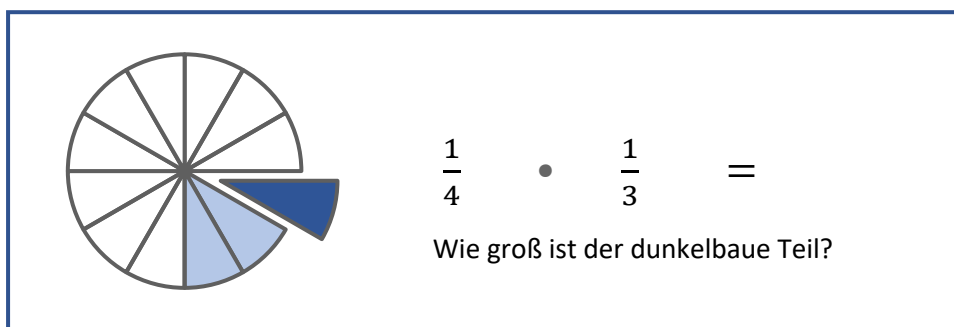 1/4 • 1/3 =
Wie groß ist der dunkelbaue Teil?